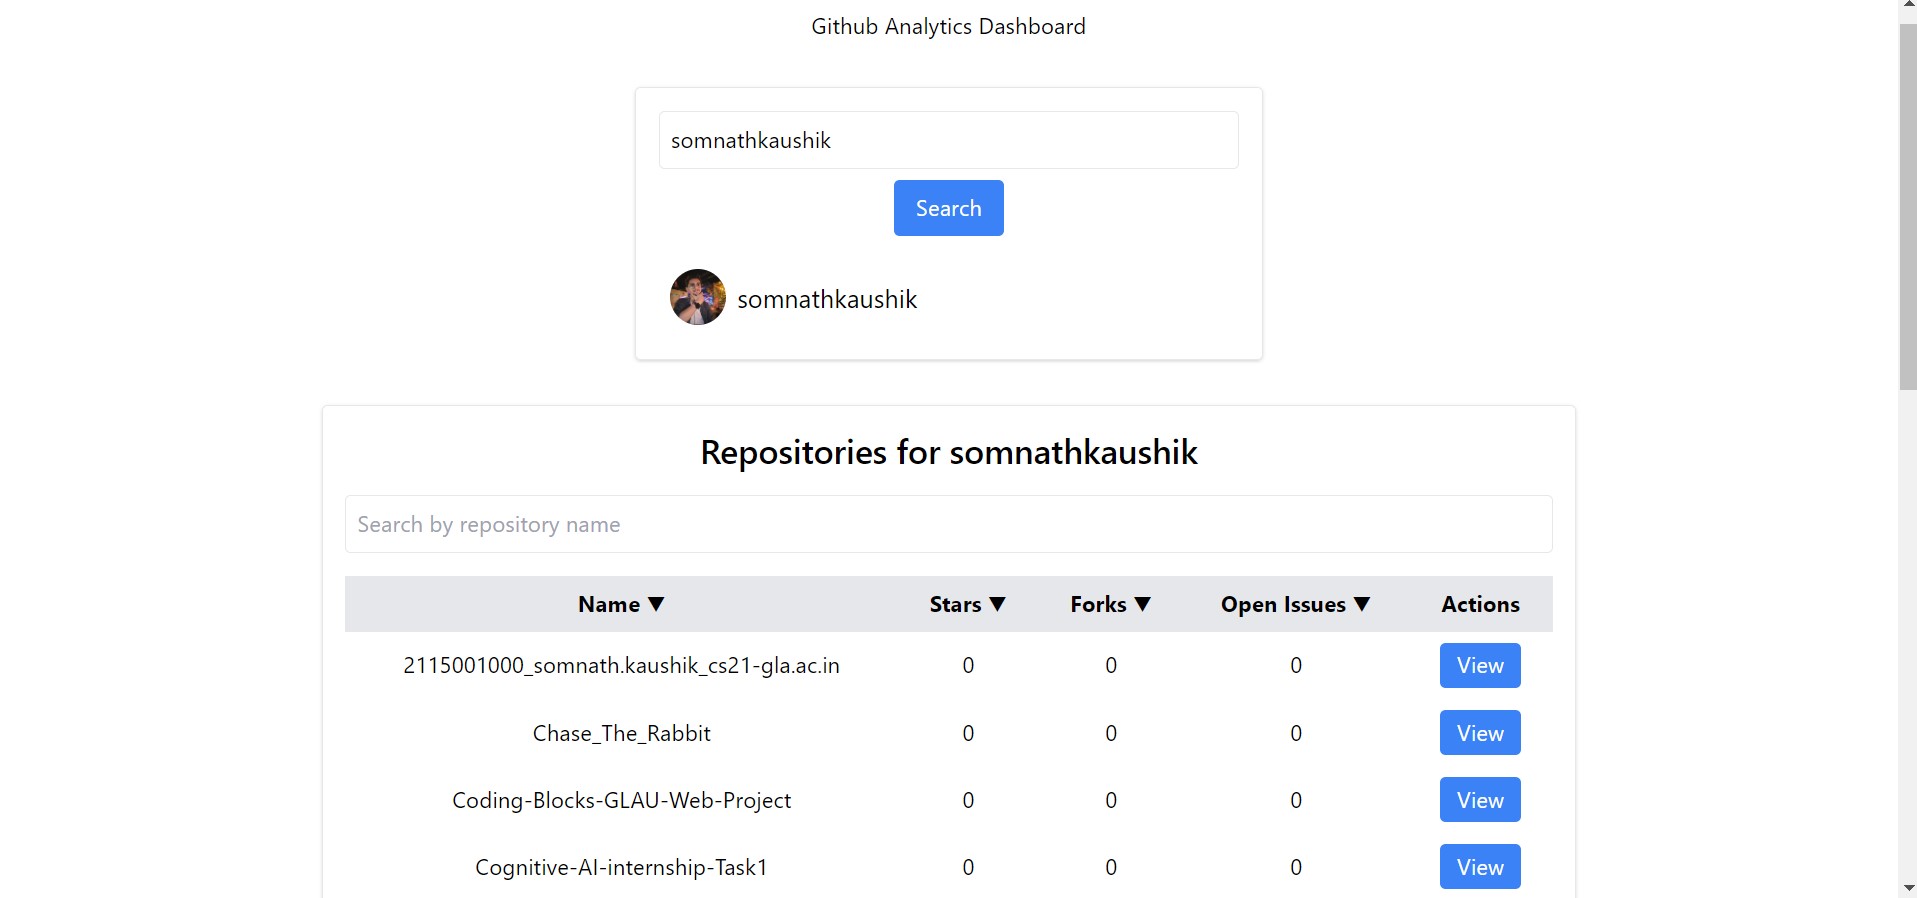 Github Analytics Dashboard
somnathkaushik
Search
somnathkaushik
Repositories for somnathkaushik
Search by repository name
Name ▼ Stars ▼ Forks ▼ Open Issues ▼ Actions
2115001000_somnath.kaushik_cs21-gla.ac.in 0 0 0 View
Chase_The_Rabbit 0 0 0 View
Coding-Blocks-GLAU-Web-Project 0 0 0 View
Cognitive-AI-internship-Task1 0 0 0 View